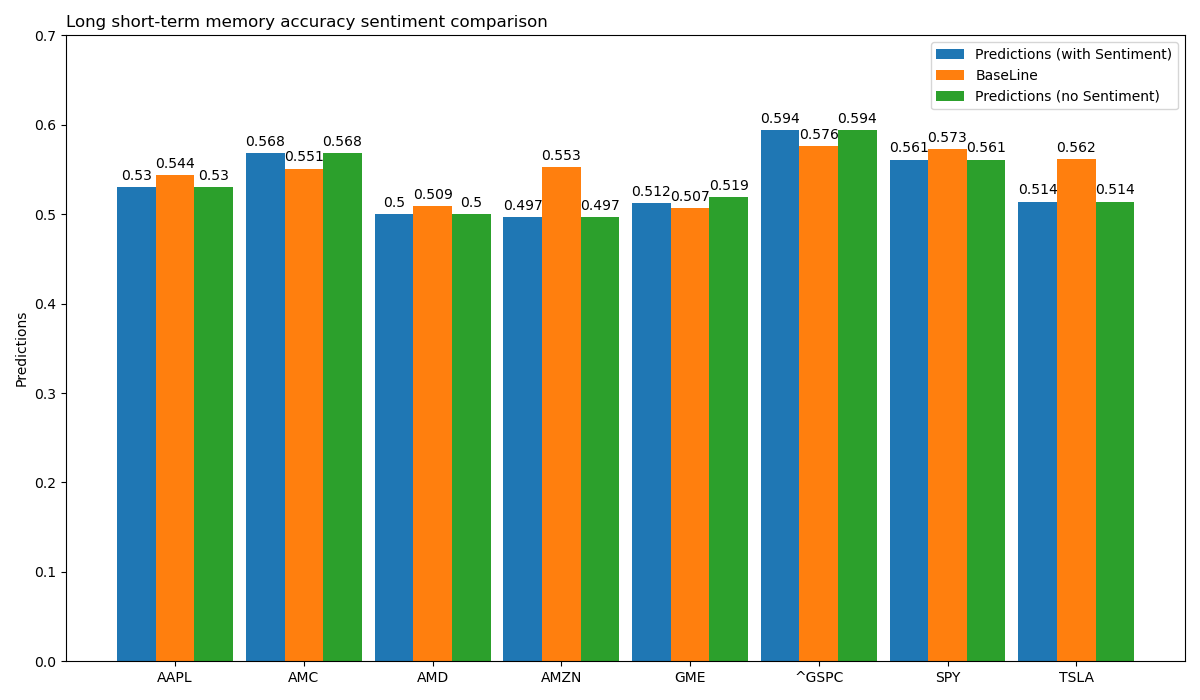 Long short-term memory accuracy sentiment comparison
0.7
0.6
0.5
0.4
0.3
0.2
0.1
0.0
Predictions
Predictions (with Sentiment)
BaseLine
Predictions (no Sentiment)
0.53 0.544 0.53
0.568 0.551 0.568
0.5 0.509 0.5
0.497 0.553 0.497
0.512 0.507 0.519
0.594 0.576 0.594
0.561 0.573 0.561
0.514 0.562 0.514
AAPL AMC AMD AMZN GME ^GSPC SPY TSLA